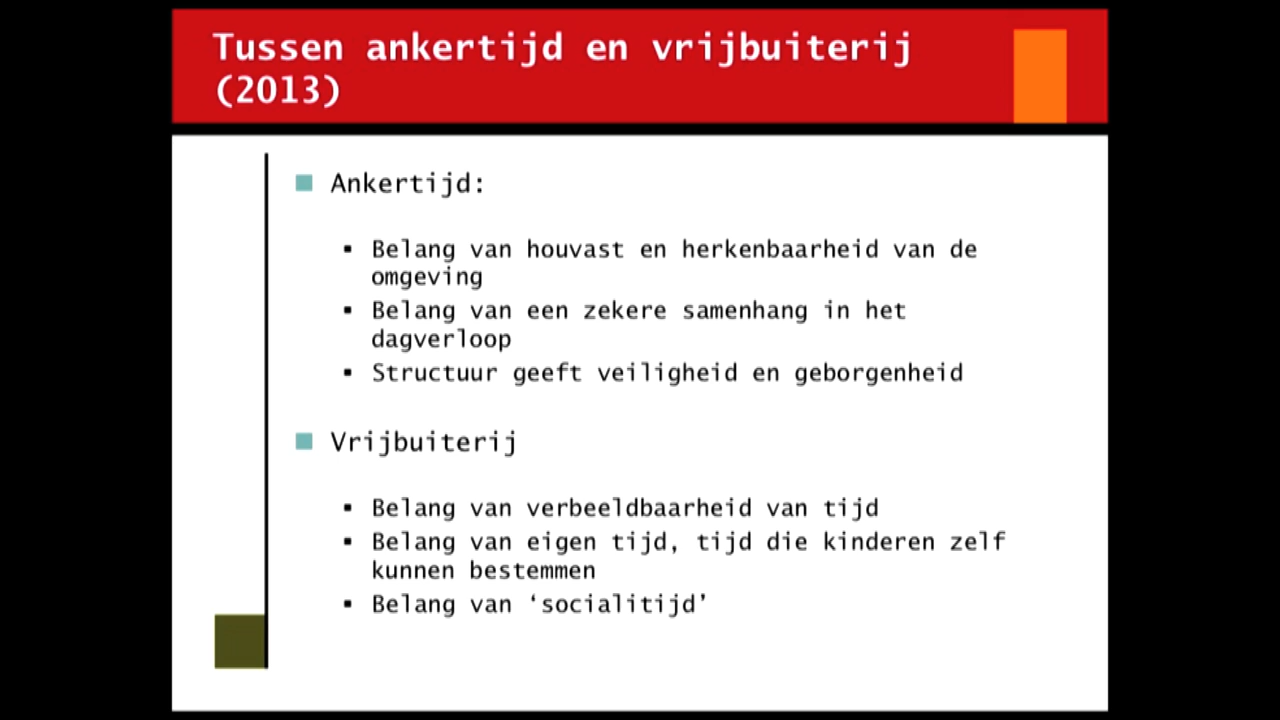 Tussen ankertijd en vrijbuiterij
(2013)
Ankertijd:
Belang van houvast en herkenbaarheid van de
omgeving
Belang van een zekere samenhang in het
dagverloop
Structuur geeft veiligheid en geborgenheid
Vrijbuiterij
Belang van verbeeldbaarheid van tijd
Belang van eigen tijd, tijd die kinderen zelf
kunnen bestemmen
Belang van ‘socialitijd’